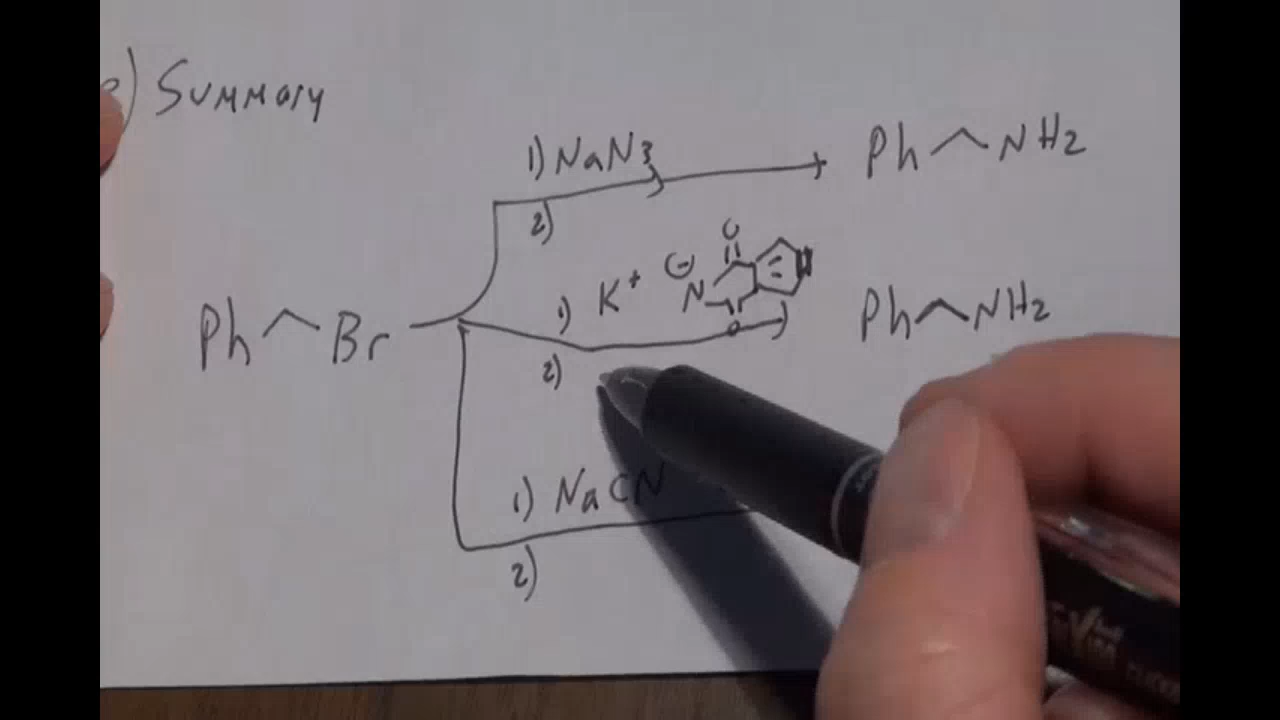 e) Summary
1) NaN3
2)
Ph NH2
Ph Br
1) K+ ⊖ N O O
2)
Ph NH2
1) NaCN
2)